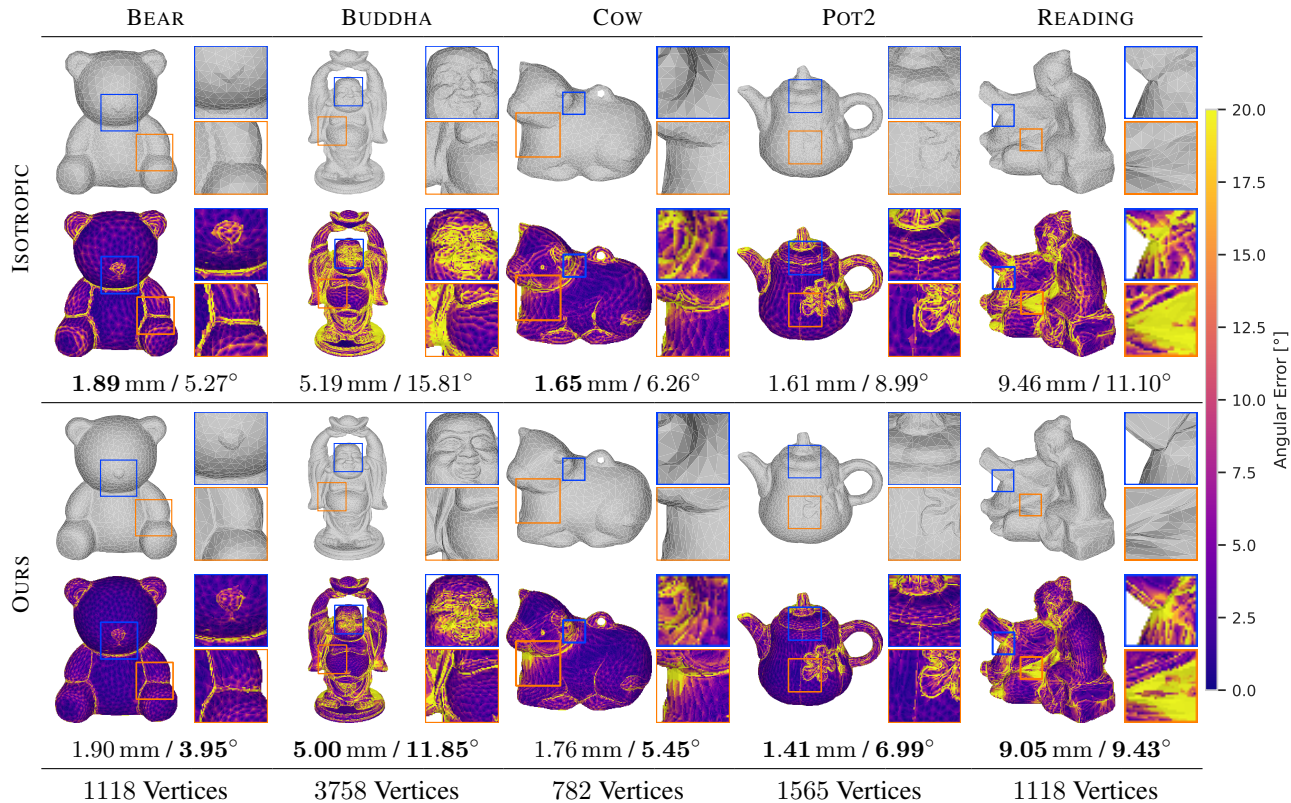 BEAR BUDDHA COW POT2 READING
ISOTROPIC
1.89 mm / 5.27° 5.19 mm / 15.81° 1.65 mm / 6.26° 1.61 mm / 8.99° 9.46 mm / 11.10°
OURS
1.90 mm / 3.95° 5.00 mm / 11.85° 1.76 mm / 5.45° 1.41 mm / 6.99° 9.05 mm / 9.43°
1118 Vertices 3758 Vertices 782 Vertices 1565 Vertices 1118 Vertices
20.0
17.5
15.0
12.5
10.0
7.5
5.0
2.5
0.0
Angular Error [°]